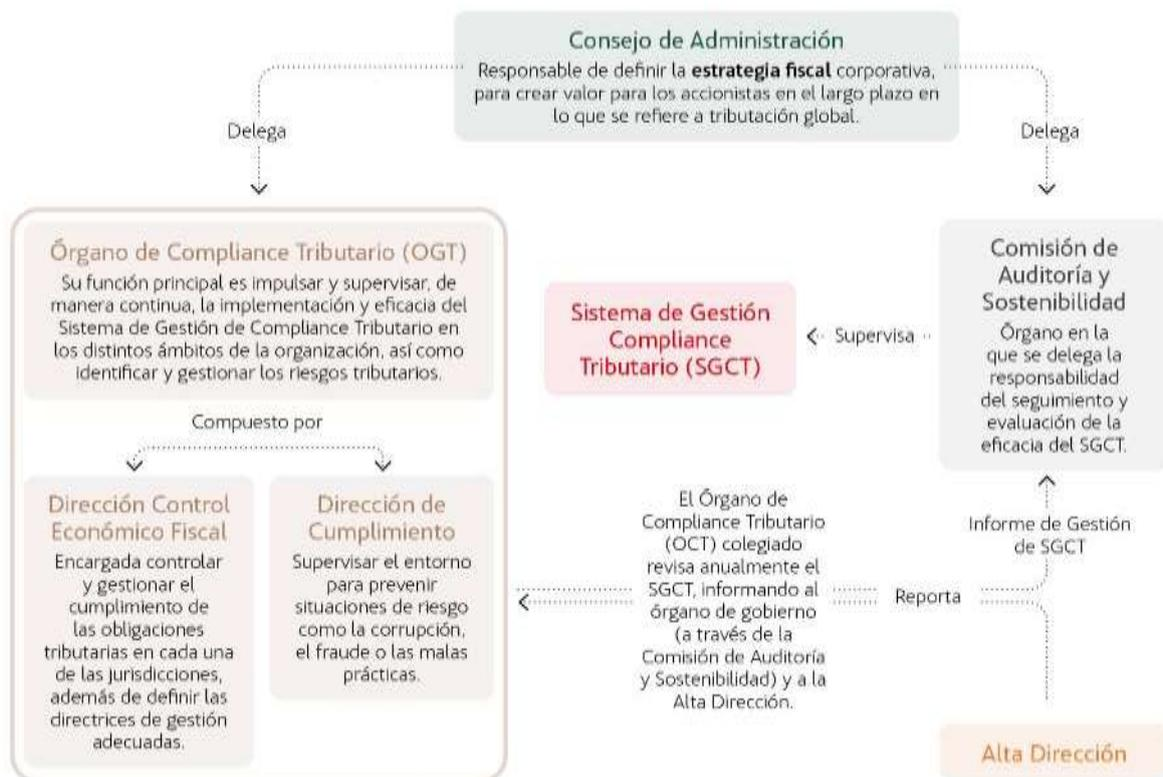 Consejo de Administración
Responsable de definir la estrategia fiscal corporativa,
para crear valor para los accionistas en el largo plazo en
lo que se refiere a tributación global.
Delega
Delega
Órgano de Compliance Tributario (OGT)
Su función principal es impulsar y supervisar, de
manera continua, la implementación y eficacia del
Sistema de Gestión de Compliance Tributario en
los distintos ámbitos de la organización, así como
identificar y gestionar los riesgos tributarios.
Compuesto por
Dirección Control
Económico Fiscal
Encargada controlar
y gestionar el
cumplimiento de
las obligaciones
tributarias en cada una
de las jurisdicciones,
además de definir las
directrices de gestión
adecuadas.
Dirección de
Cumplimiento
Supervisar el entorno
para prevenir
situaciones de riesgo
como la corrupción,
el fraude o las malas
prácticas.
Sistema de Gestión
Compliance
Tributario (SGCT)
Supervisa
Comisión de
Auditoría y
Sostenibilidad
Órgano en la
que se delega la
responsabilidad
del seguimiento y
evaluación de la
eficacia del SGCT.
El Órgano de
Compliance Tributario
(OCT) colegiado
revisa anualmente el
SGCT, informando al
órgano de gobierno
(a través de la
Comisión de Auditoría
y Sostenibilidad) y a la
Alta Dirección.
Reporta
Informe de Gestión
de SGCT
Alta Dirección